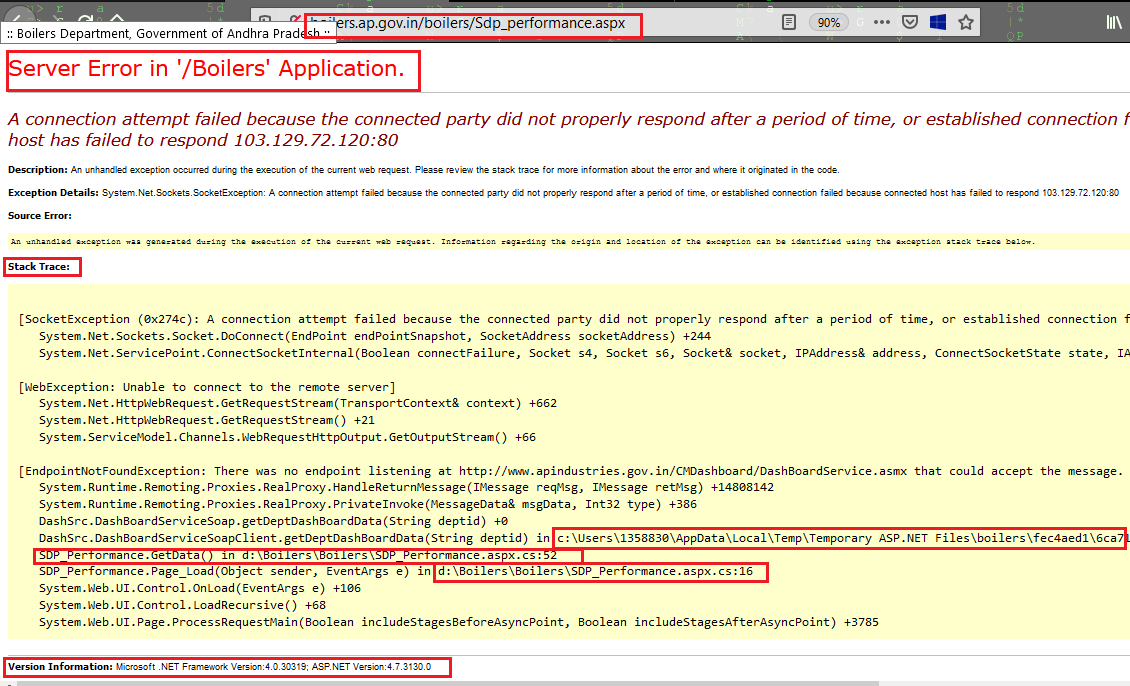 boilers.ap.gov.in/boilers/Sdp_performance.aspx
90%
:: Boilers Department, Government of Andhra Pradesh ::
Server Error in '/Boilers' Application.
A connection attempt failed because the connected party did not properly respond after a period of time, or established connection f
host has failed to respond 103.129.72.120:80
Description: An unhandled exception occurred during the execution of the current web request. Please review the stack trace for more information about the error and where it originated in the code.
Exception Details: System.Net.Sockets.SocketException: A connection attempt failed because the connected party did not properly respond after a period of time, or established connection failed because connected host has failed to respond 103.129.72.120:80
Source Error:
An unhandled exception was generated during the execution of the current web request. Information regarding the origin and location of the exception can be identified using the exception stack trace below.
Stack Trace:
[SocketException (0x274c): A connection attempt failed because the connected party did not properly respond after a period of time, or established connection f
System.Net.Sockets.Socket.DoConnect(EndPoint endPointSnapshot, SocketAddress socketAddress) +244
System.Net.ServicePoint.ConnectSocketInternal(Boolean connectFailure, Socket s4, Socket s6, Socket& socket, IPAddress& address, ConnectSocketState state, IA
[WebException: Unable to connect to the remote server]
System.Net.HttpWebRequest.GetRequestStream(TransportContext& context) +662
System.Net.HttpWebRequest.GetRequestStream() +21
System.ServiceModel.Channels.WebRequestHttpOutput.GetOutputStream() +66
[EndpointNotFoundException: There was no endpoint listening at http://www.apindustries.gov.in/CMDashboard/DashBoardService.asmx that could accept the message.
System.Runtime.Remoting.Proxies.RealProxy.HandleReturnMessage(IMessage reqMsg, IMessage retMsg) +14808142
System.Runtime.Remoting.Proxies.RealProxy.PrivateInvoke(MessageData& msgData, Int32 type) +386
DashSrc.DashBoardServiceSoap.getDeptDashBoardData(String deptid) +0
DashSrc.DashBoardServiceSoapClient.getDeptDashBoardData(String deptid) in c:\Users\1358830\AppData\Local\Temp\Temporary ASP.NET Files\boilers\fec4aed1\6ca71
SDP_Performance.GetData() in d:\Boilers\Boilers\SDP_Performance.aspx.cs:52
SDP_Performance.Page_Load(Object sender, EventArgs e) in d:\Boilers\Boilers\SDP_Performance.aspx.cs:16
System.Web.UI.Control.OnLoad(EventArgs e) +106
System.Web.UI.Control.LoadRecursive() +68
System.Web.UI.Page.ProcessRequestMain(Boolean includeStagesBeforeAsyncPoint, Boolean includeStagesAfterAsyncPoint) +3785
Version Information: Microsoft .NET Framework Version:4.0.30319; ASP.NET Version:4.7.3130.0